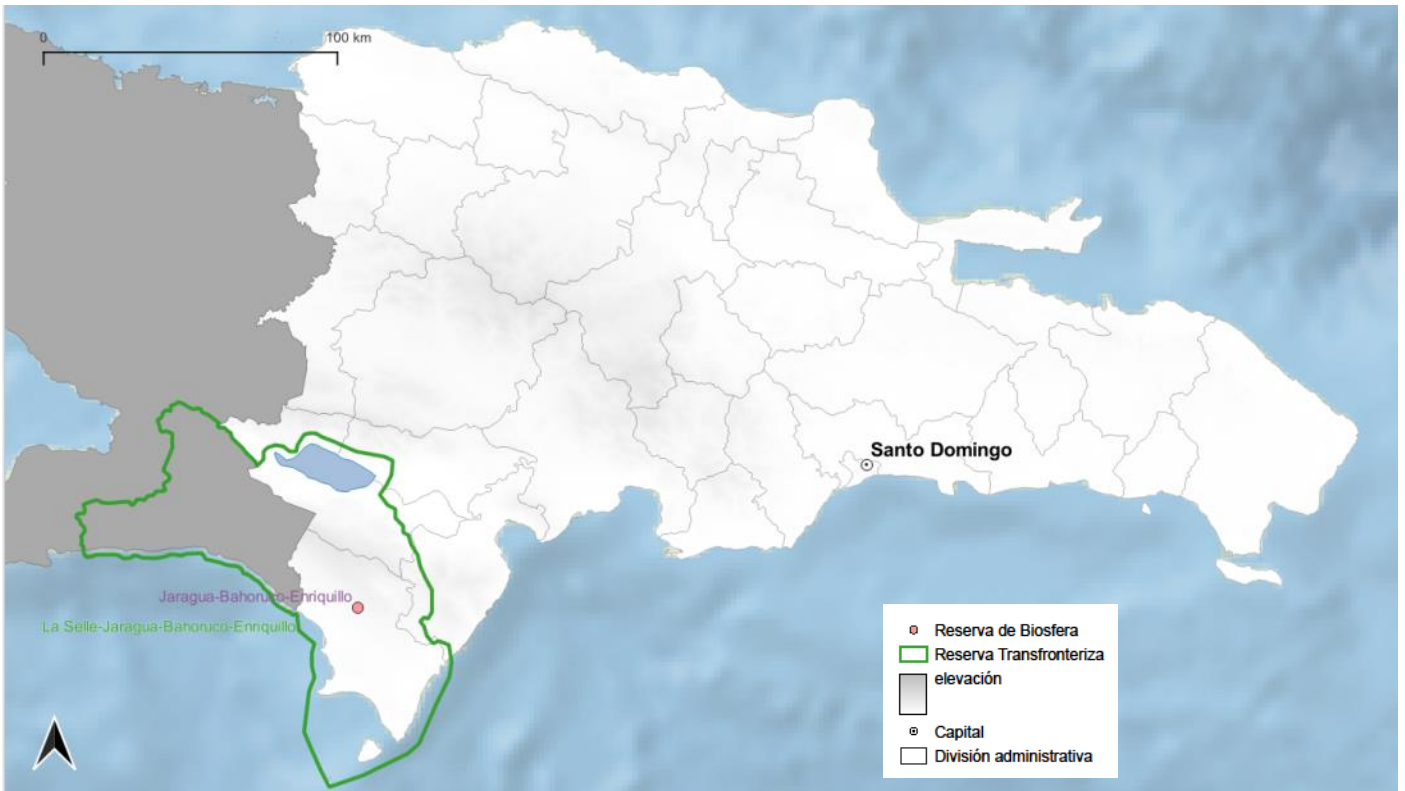 0
100 km
Santo Domingo
Jaragua-Bahoruco-Enriquillo
La Selle-Jaragua-Bahoruco-Enriquillo
Reserva de Biosfera
Reserva Transfronteriza
elevación
Capital
División administrativa